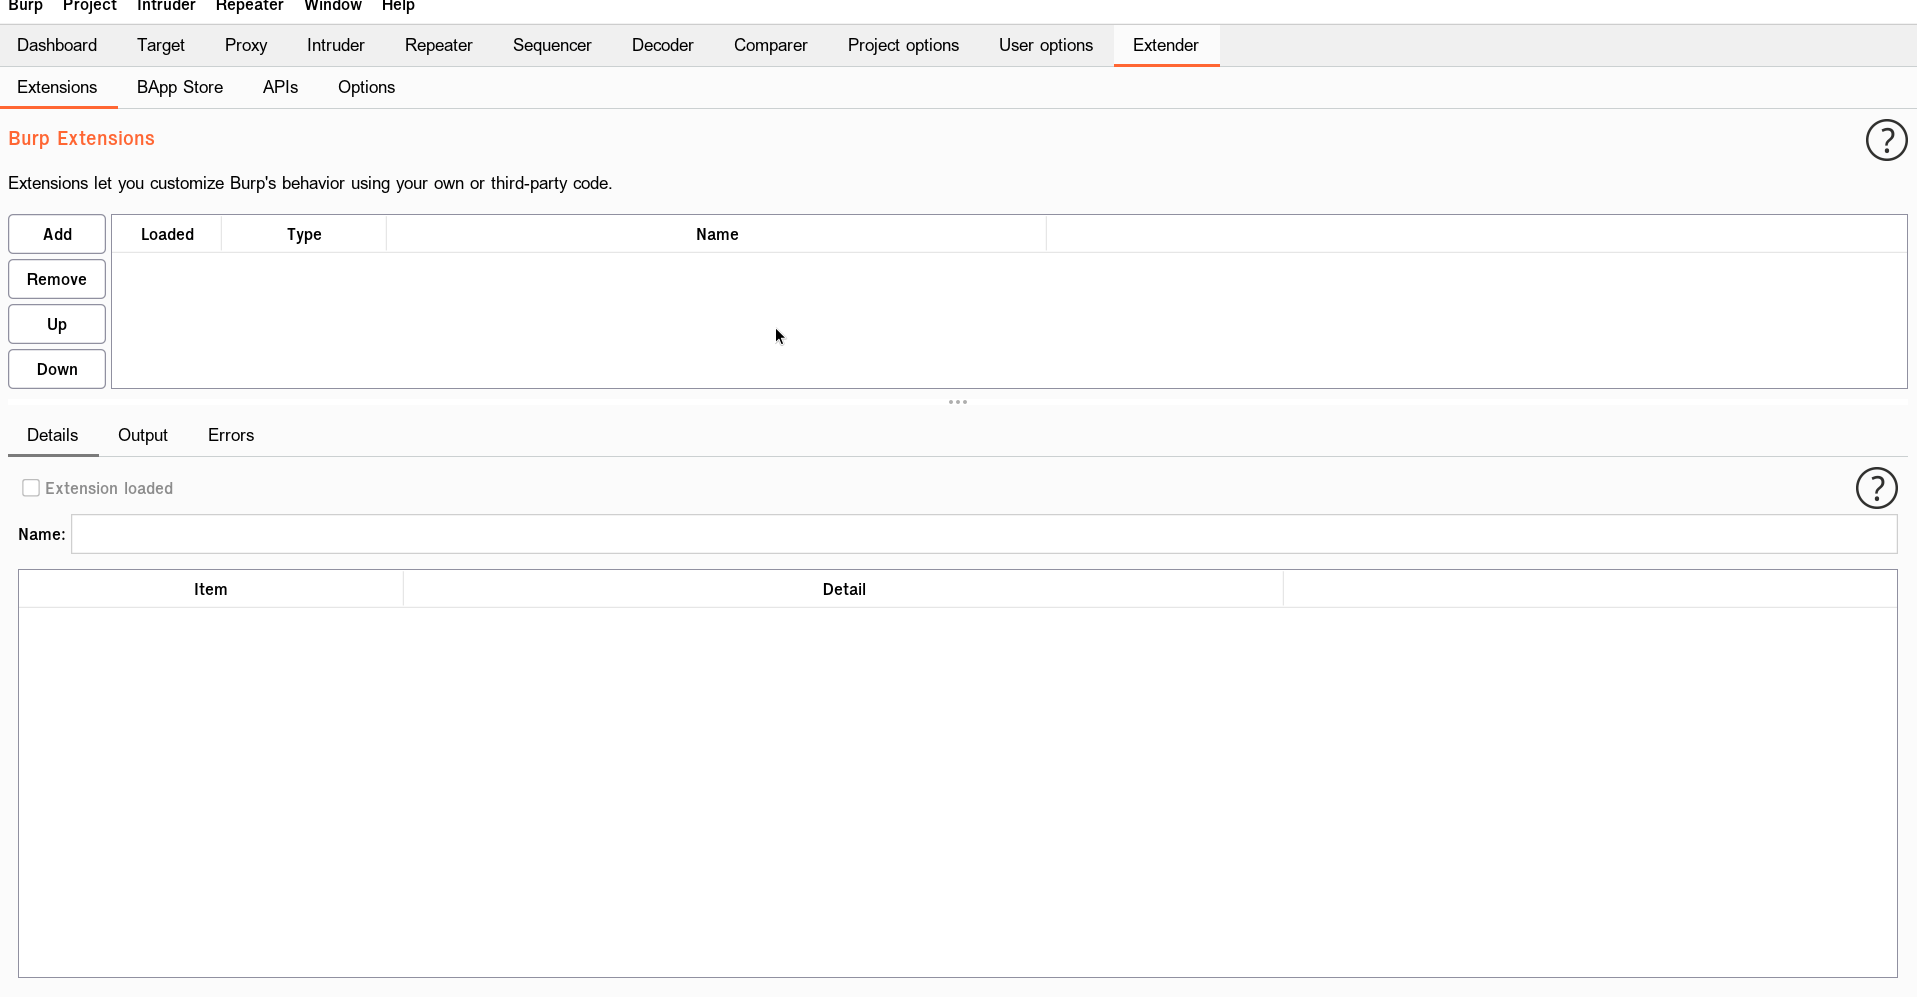 Burp Project Intruder Repeater Window Help
Dashboard Target Proxy Intruder Repeater Sequencer Decoder Comparer Project options User options Extender
Extensions BApp Store APIs Options
Burp Extensions
?
Extensions let you customize Burp's behavior using your own or third-party code.
Add Loaded Type Name
Remove
Up
Down
Details Output Errors
Extension loaded
?
Name:
Item Detail